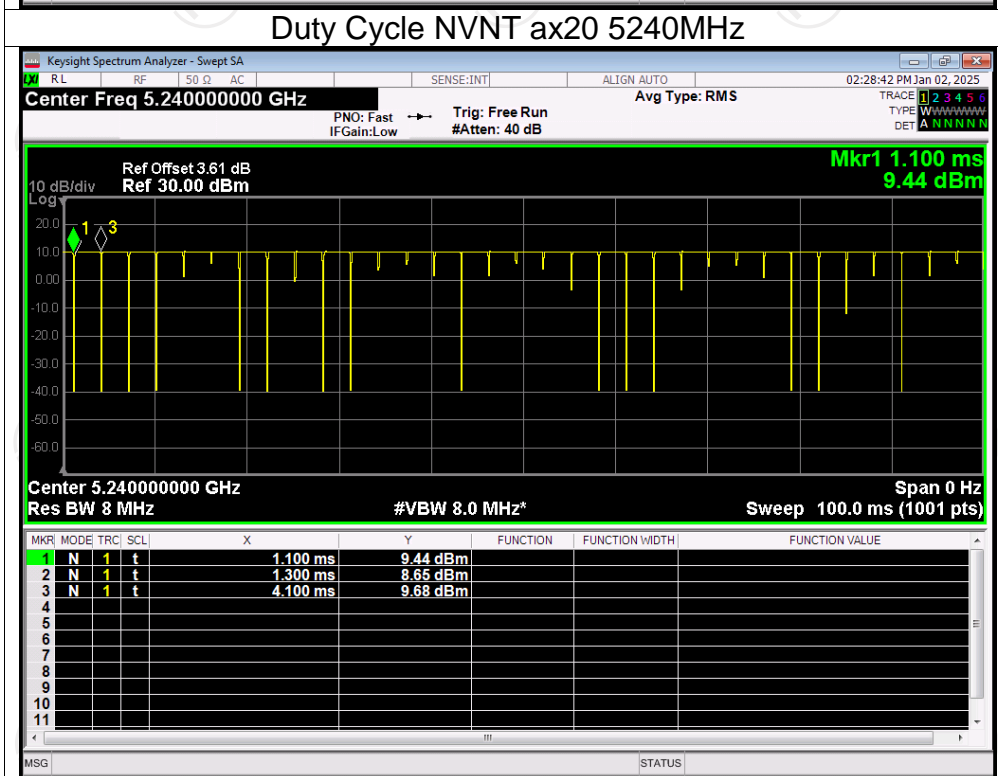 Duty Cycle NVNT ax20 5240MHz
Keysight Spectrum Analyzer - Swept SA
RL RF 50 Ω AC SENSE:INT ALIGN AUTO 02:28:42 PM Jan 02, 2025
Center Freq 5.240000000 GHz
PNO: Fast
IFGain:Low
Trig: Free Run
#Atten: 40 dB
Avg Type: RMS
TRACE 1 2 3 4 5 6
TYPE WWWWWW
DET A N N N N N
Mkr1 1.100 ms
9.44 dBm
Ref Offset 3.61 dB
10 dB/div Ref 30.00 dBm
Log
20.0
10.0
0.00
-10.0
-20.0
-30.0
-40.0
-50.0
-60.0
1
3
Center 5.240000000 GHz Span 0 Hz
Res BW 8 MHz #VBW 8.0 MHz* Sweep 100.0 ms (1001 pts)
MKR MODE TRC SCL X Y FUNCTION FUNCTION WIDTH FUNCTION VALUE
1 N 1 t 1.100 ms 9.44 dBm
2 N 1 t 1.300 ms 8.65 dBm
3 N 1 t 4.100 ms 9.68 dBm
4
5
6
7
8
9
10
11
MSG STATUS